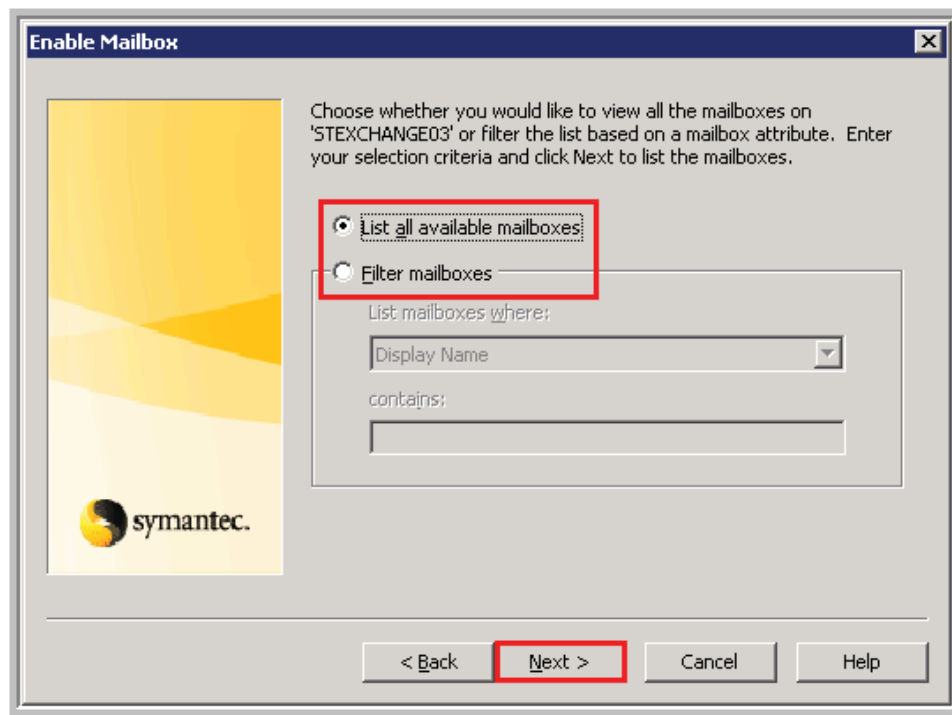 Enable Mailbox
Choose whether you would like to view all the mailboxes on
'STEXCHANGE03' or filter the list based on a mailbox attribute. Enter
your selection criteria and click Next to list the mailboxes.
List all available mailboxes
Filter mailboxes
List mailboxes where:
Display Name
contains:
symantec.
< Back
Next >
Cancel
Help